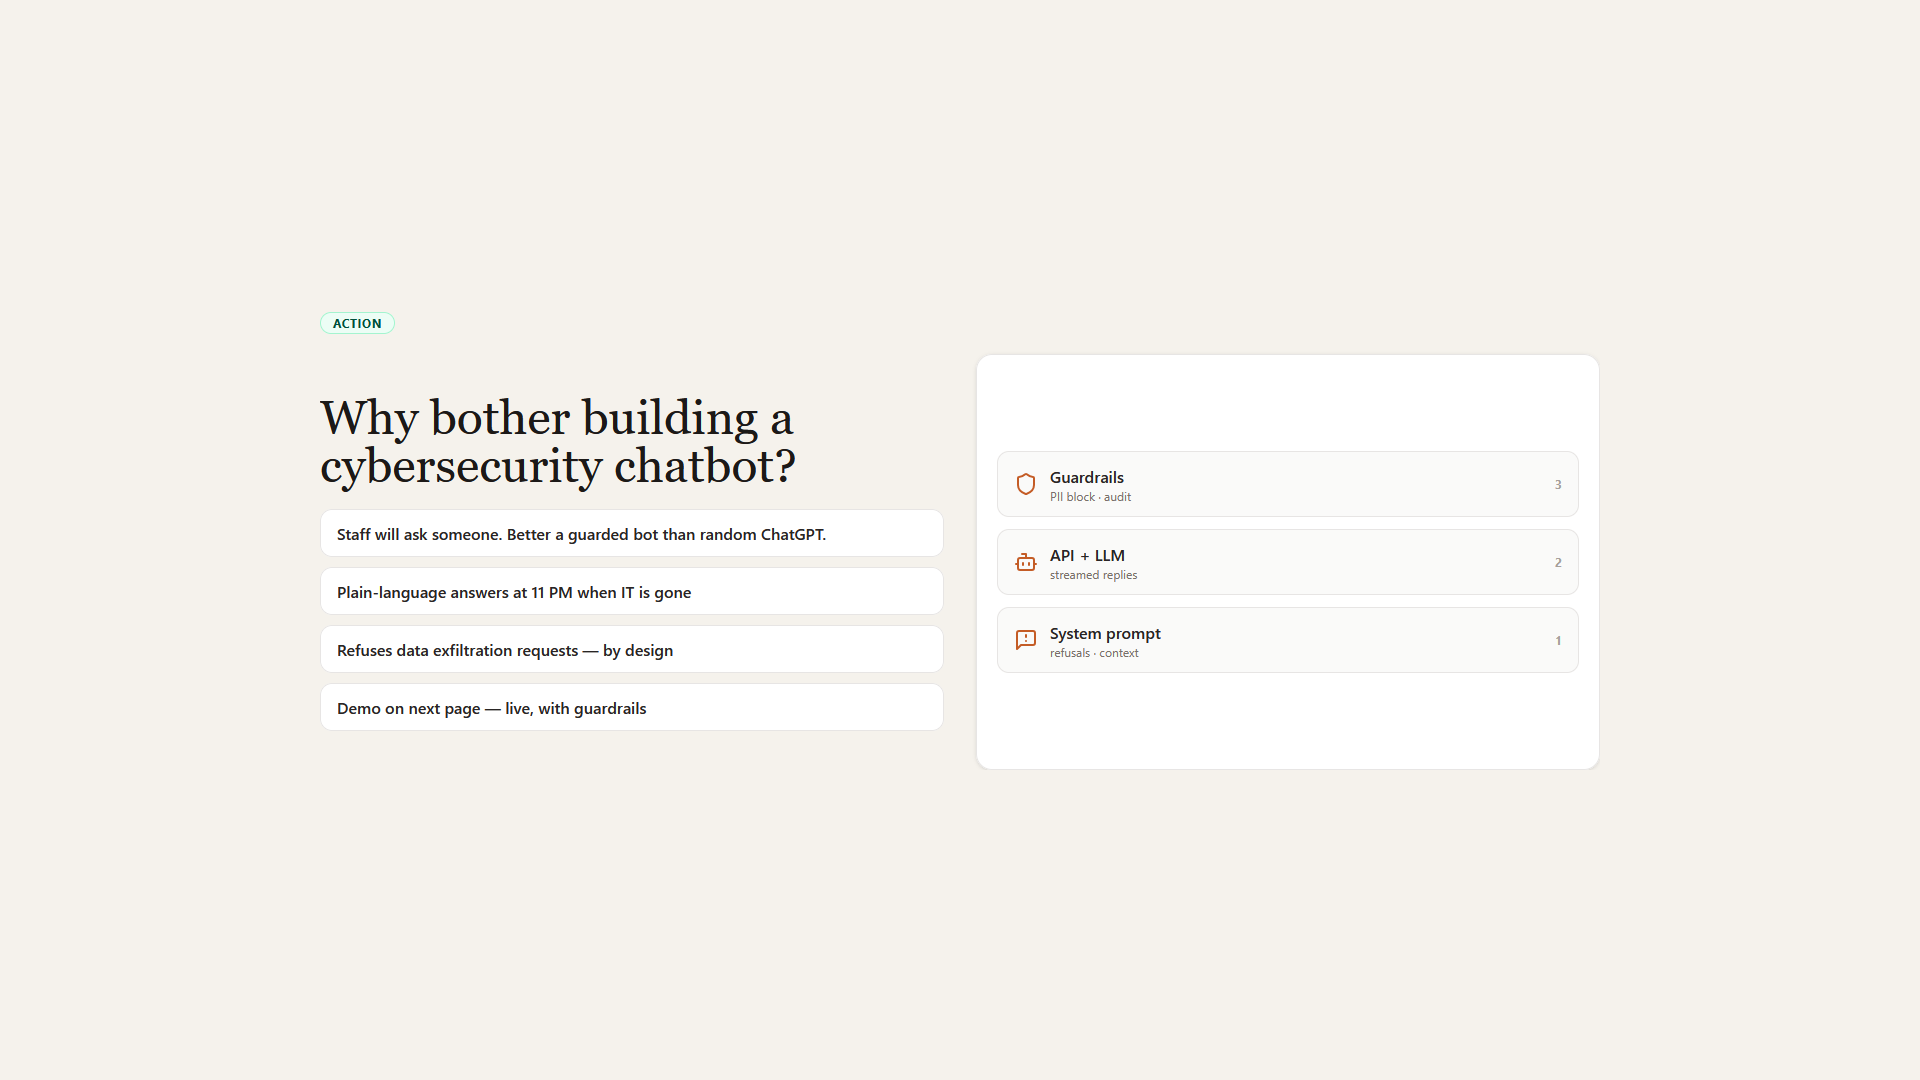 ACTION
Why bother building a
cybersecurity chatbot?
Staff will ask someone. Better a guarded bot than random ChatGPT.
Plain-language answers at 11 PM when IT is gone
Refuses data exfiltration requests — by design
Demo on next page — live, with guardrails
Guardrails
PII block · audit
3
API + LLM
streamed replies
2
System prompt
refusals · context
1